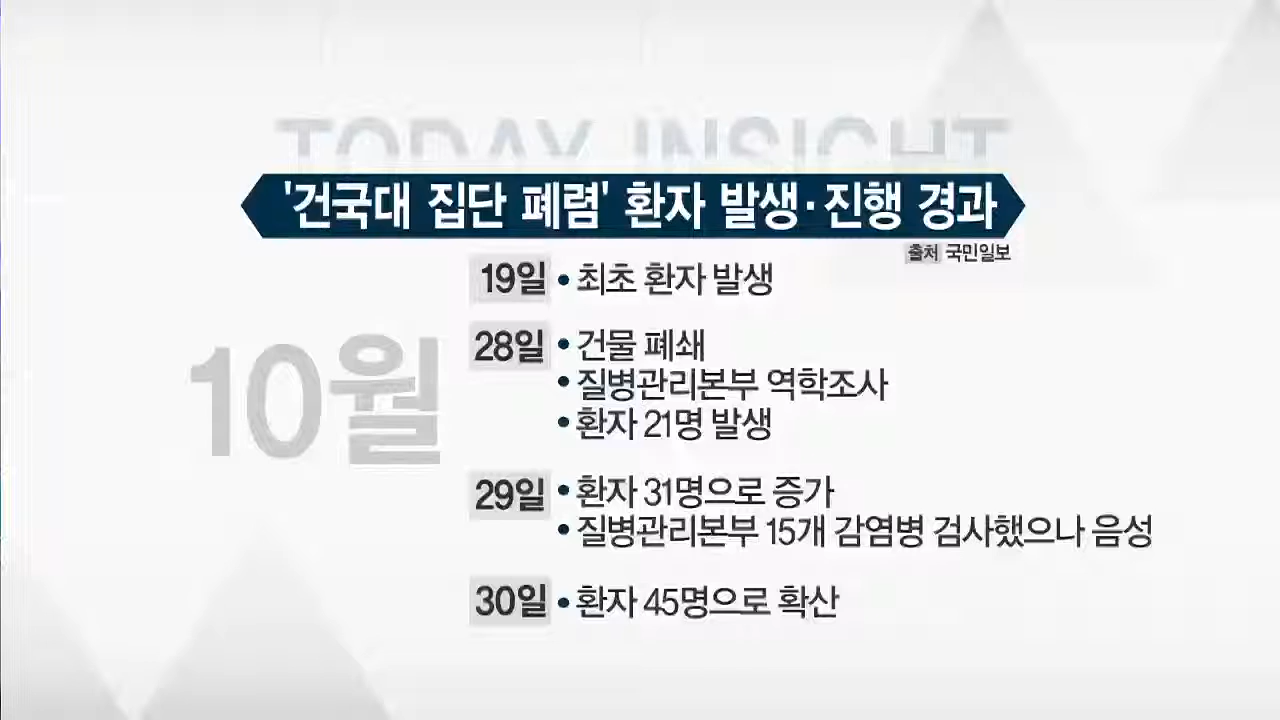 TODAY INSIGHT
'건국대 집단 폐렴' 환자 발생·진행 경과
출처 국민일보
10월
19일 • 최초 환자 발생
28일 • 건물 폐쇄
• 질병관리본부 역학조사
• 환자 21명 발생
29일 • 환자 31명으로 증가
• 질병관리본부 15개 감염병 검사했으나 음성
30일 • 환자 45명으로 확산